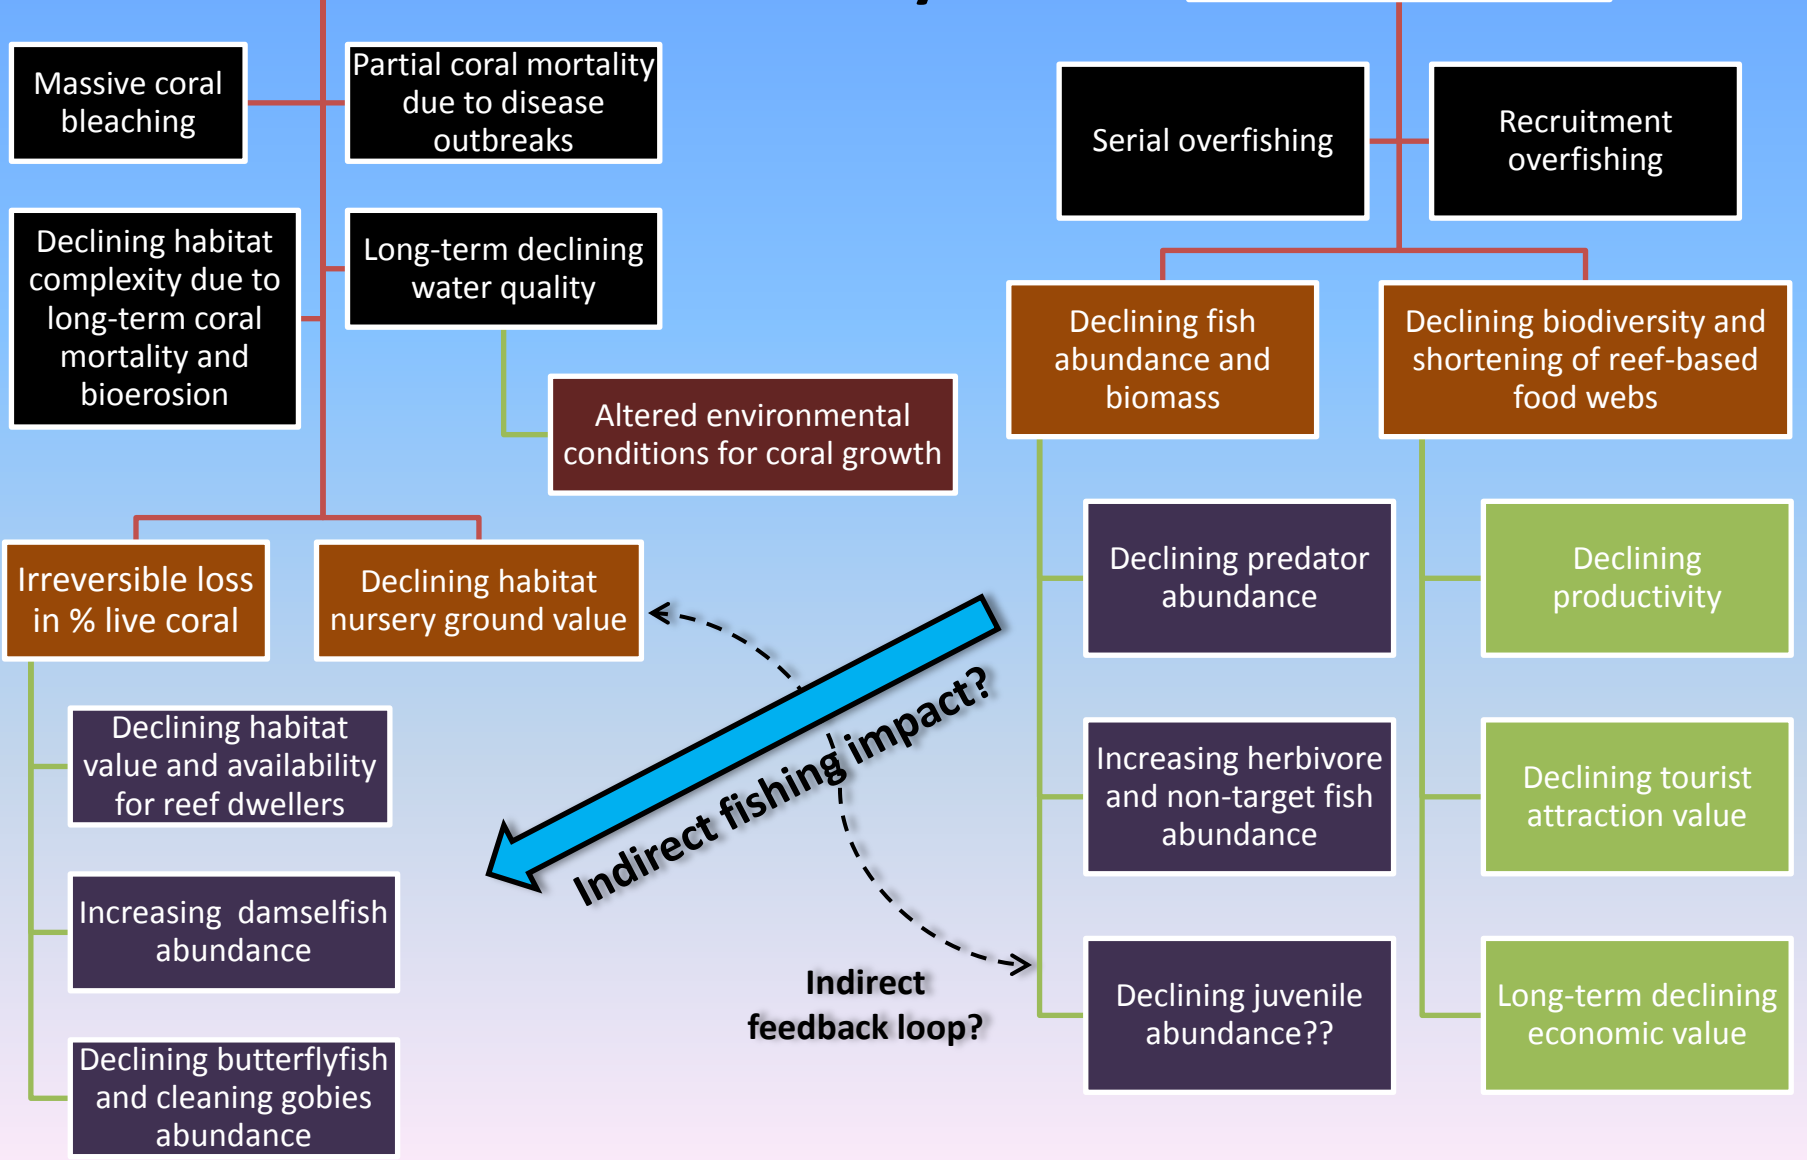 Massive coral
bleaching
Partial coral mortality
due to disease
outbreaks
Declining habitat
complexity due to
long-term coral
mortality and
bioerosion
Long-term declining
water quality
Altered environmental
conditions for coral growth
Irreversible loss
in % live coral
Declining habitat
nursery ground value
Declining habitat
value and availability
for reef dwellers
Increasing damselfish
abundance
Declining butterflyfish
and cleaning gobies
abundance
Indirect fishing impact?
Indirect
feedback loop?
Serial overfishing
Recruitment
overfishing
Declining fish
abundance and
biomass
Declining biodiversity and
shortening of reef-based
food webs
Declining predator
abundance
Increasing herbivore
and non-target fish
abundance
Declining juvenile
abundance??
Declining
productivity
Declining tourist
attraction value
Long-term declining
economic value